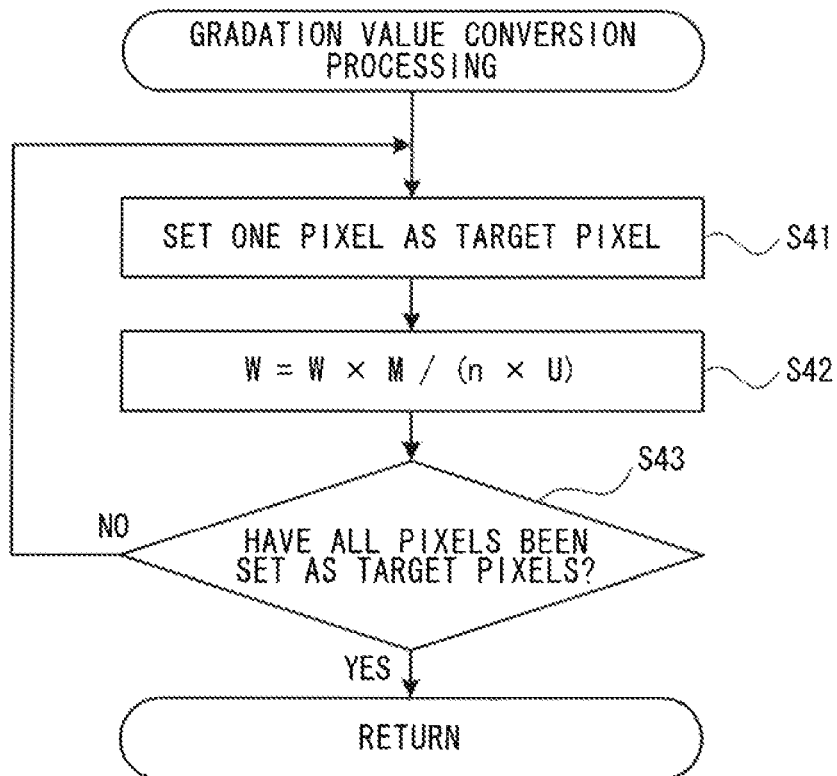 GRADATION VALUE CONVERSION
PROCESSING
SET ONE PIXEL AS TARGET PIXEL
S41
W = W × M / (n × U)
S42
S43
NO
HAVE ALL PIXELS BEEN
SET AS TARGET PIXELS?
YES
RETURN